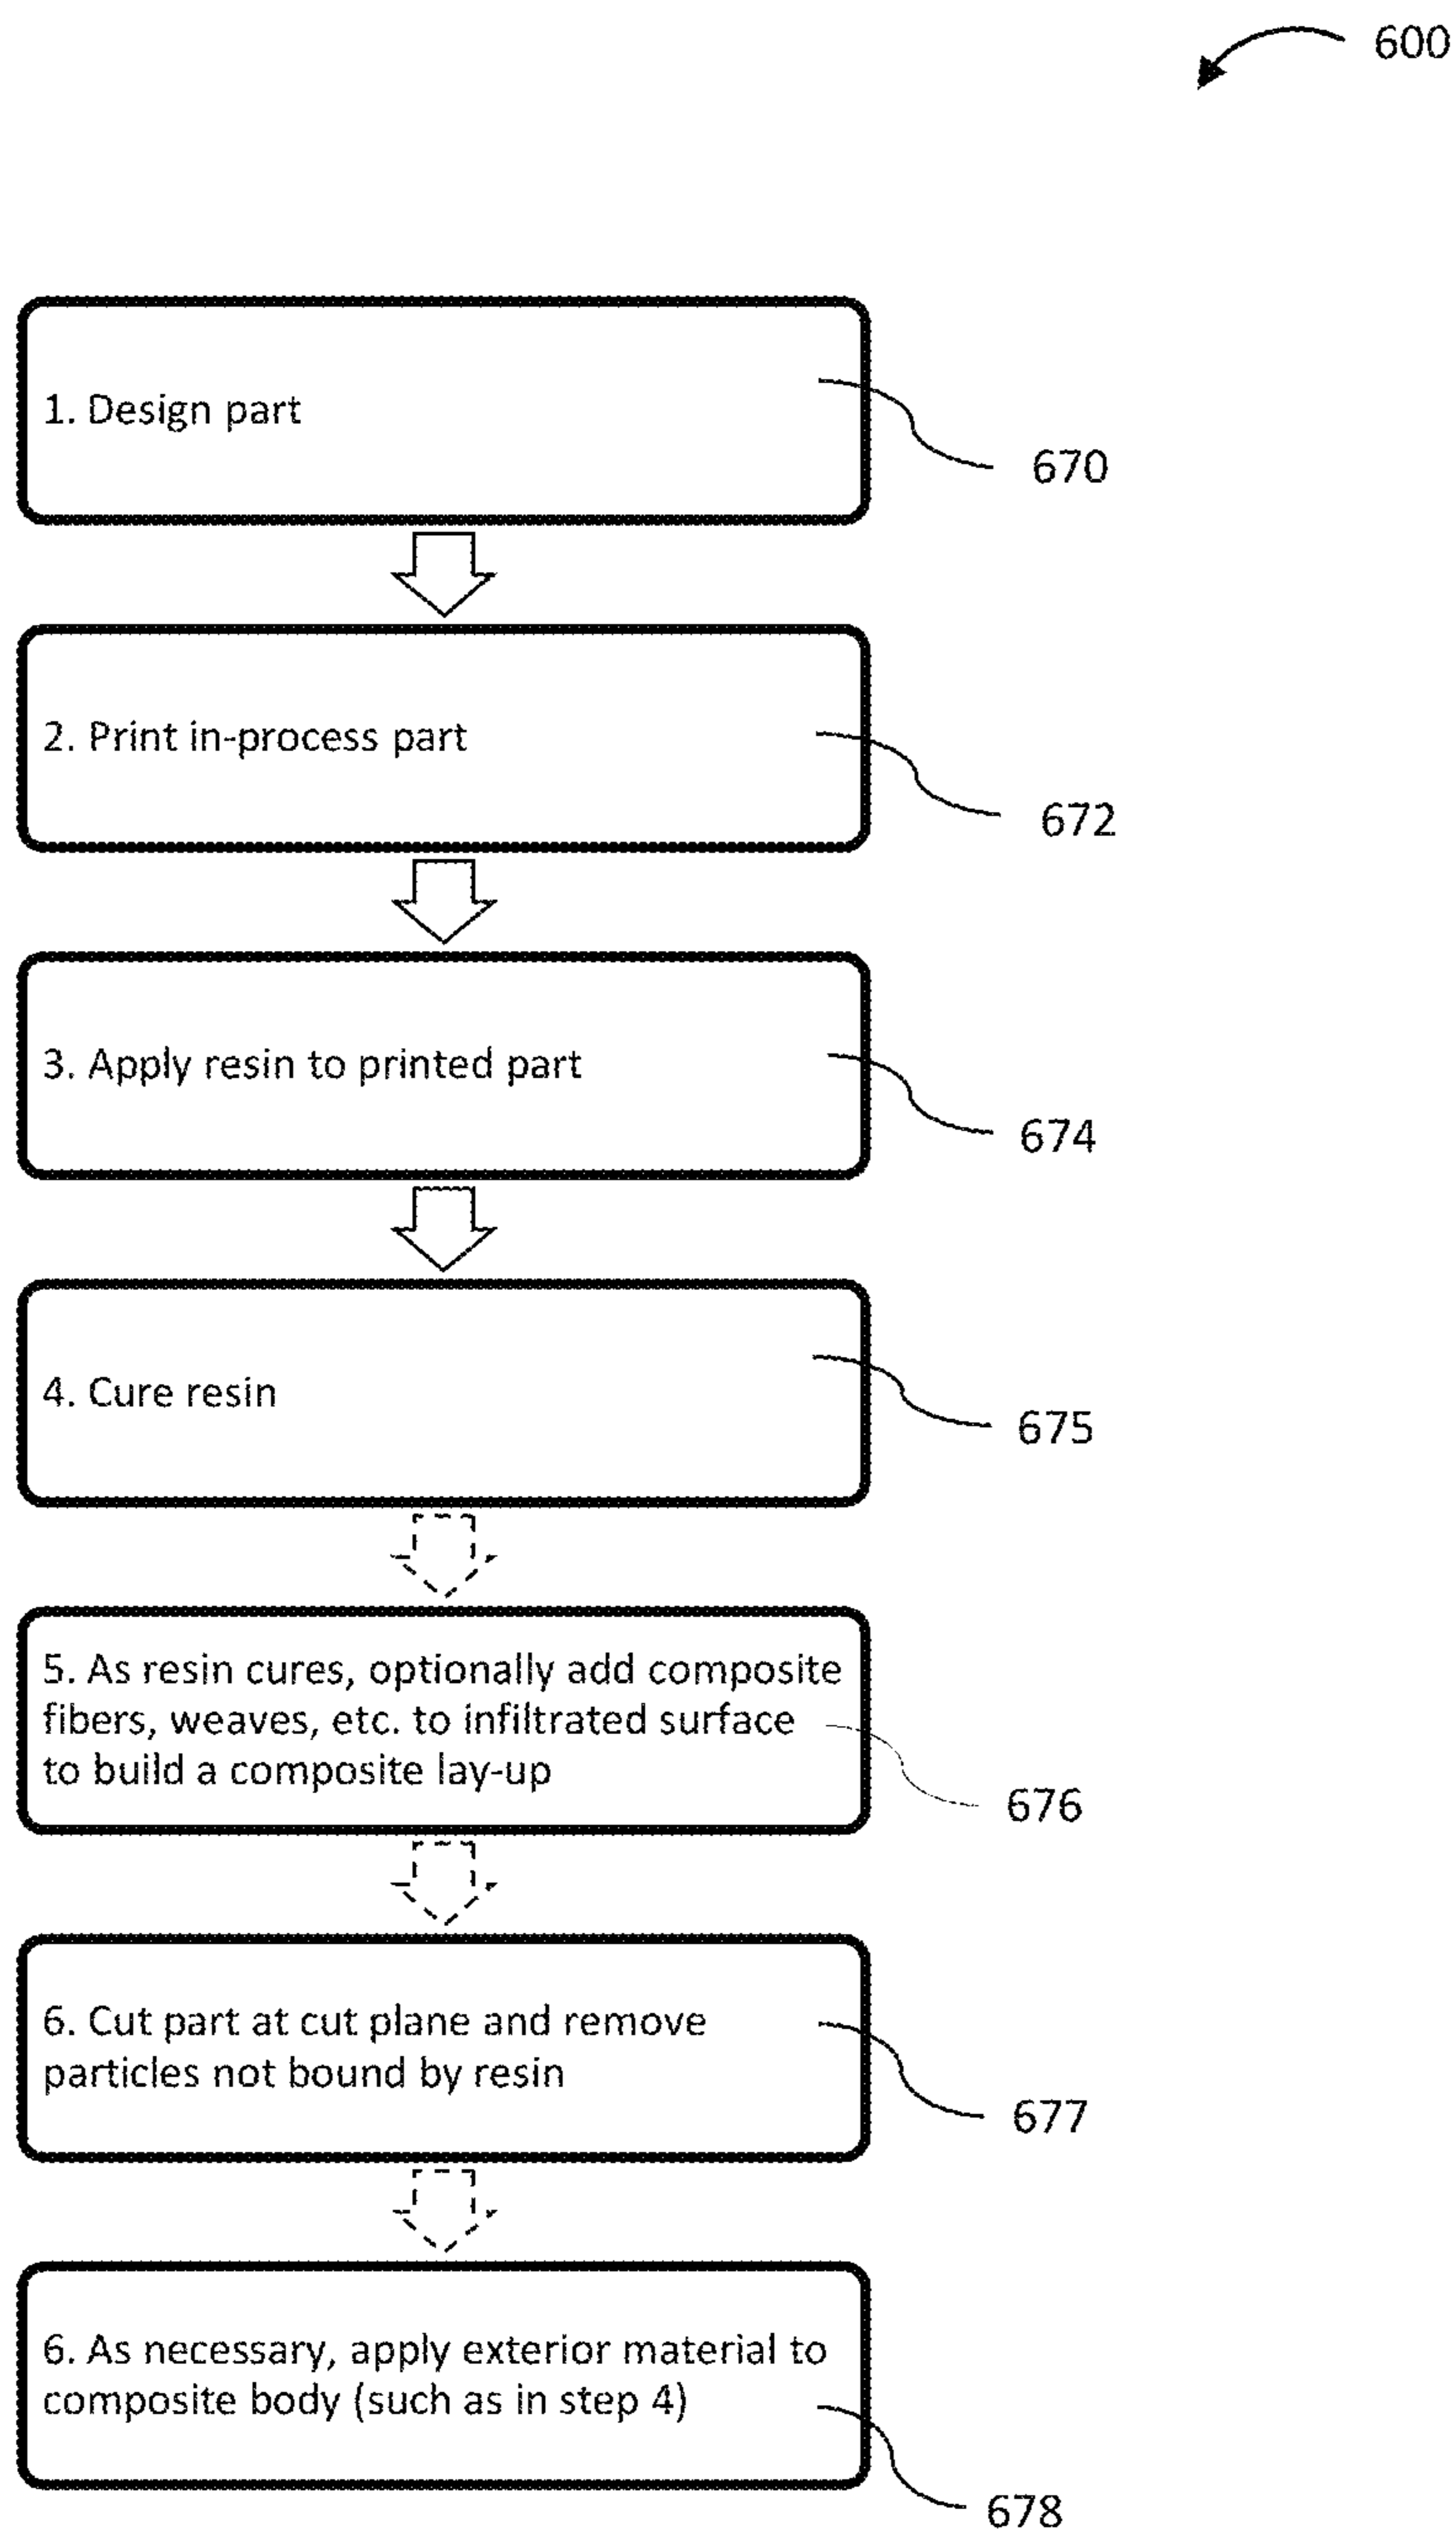 600
1. Design part
670
2. Print in-process part
672
3. Apply resin to printed part
674
4. Cure resin
675
5. As resin cures, optionally add composite
fibers, weaves, etc. to infiltrated surface
to build a composite lay-up
676
6. Cut part at cut plane and remove
particles not bound by resin
677
6. As necessary, apply exterior material to
composite body (such as in step 4)
678